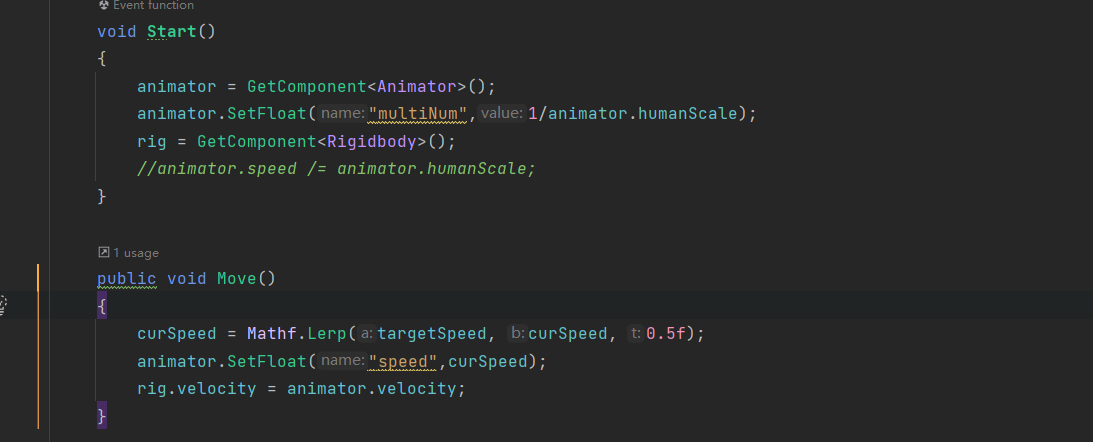 Event function
void Start()
{
animator = GetComponent<Animator>();
animator.SetFloat(name:"multiNum",value:1/animator.humanScale);
rig = GetComponent<Rigidbody>();
//animator.speed /= animator.humanScale;
}
1 usage
public void Move()
{
curSpeed = Mathf.Lerp(a:targetSpeed, b:curSpeed, t:0.5f);
animator.SetFloat(name:"speed",curSpeed);
rig.velocity = animator.velocity;
}